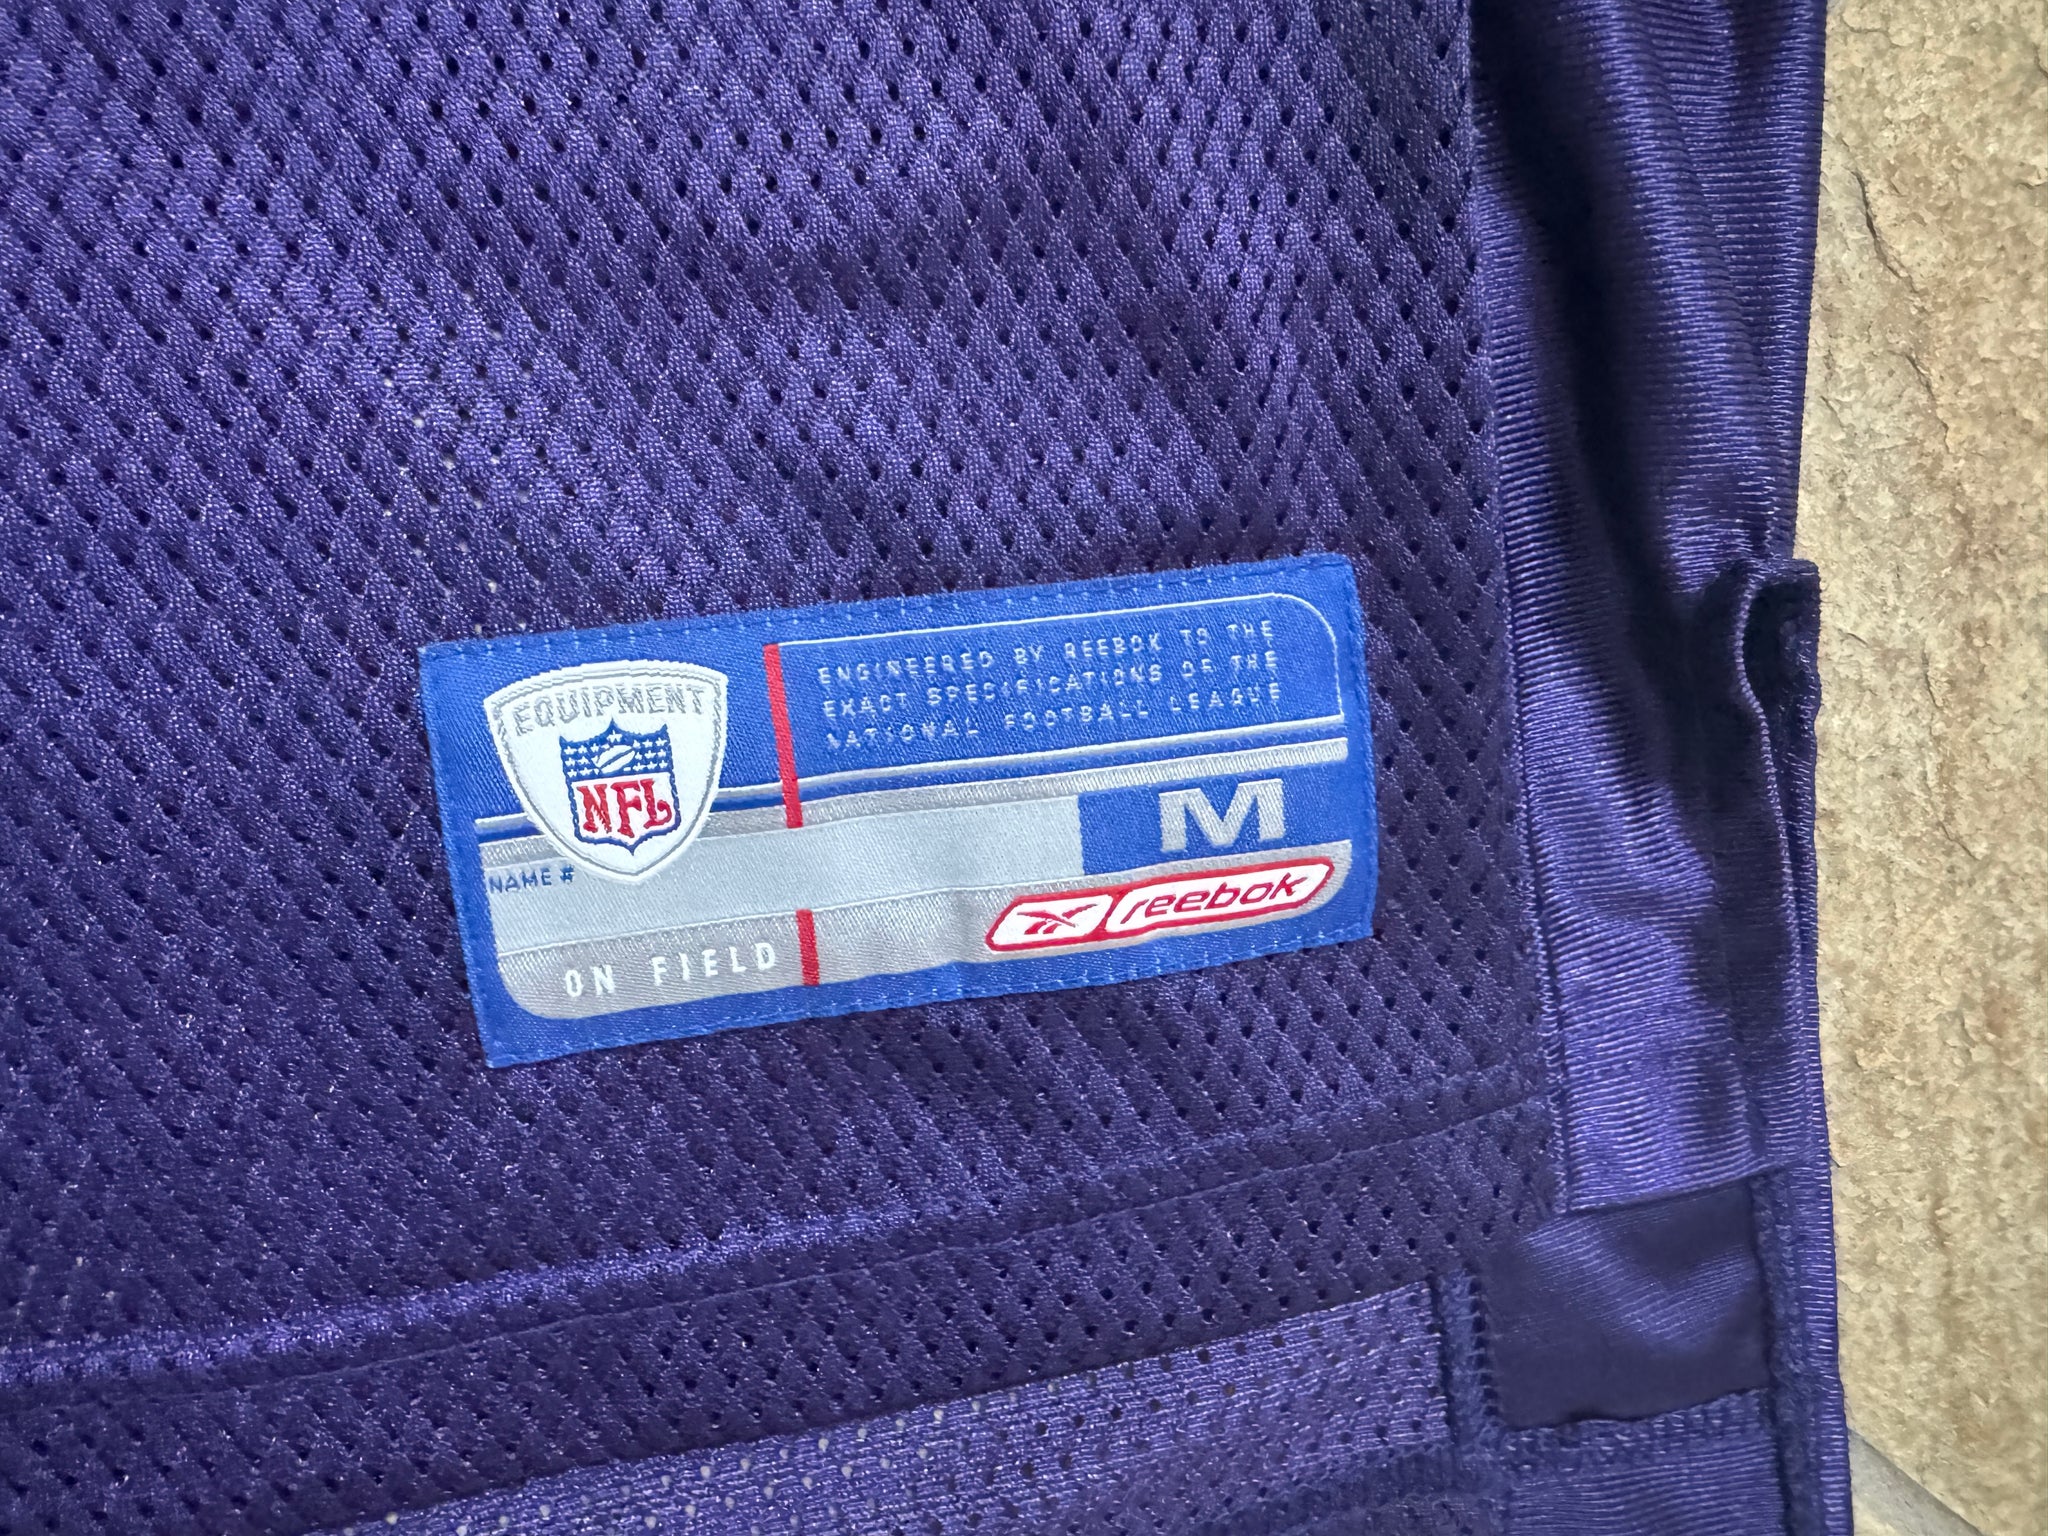 EQUIPMENT
NFL
ENGINEERED BY REEBOK TO THE
EXACT SPECIFICATIONS OF THE
NATIONAL FOOTBALL LEAGUE
M
NAME #
Reebok
ON FIELD